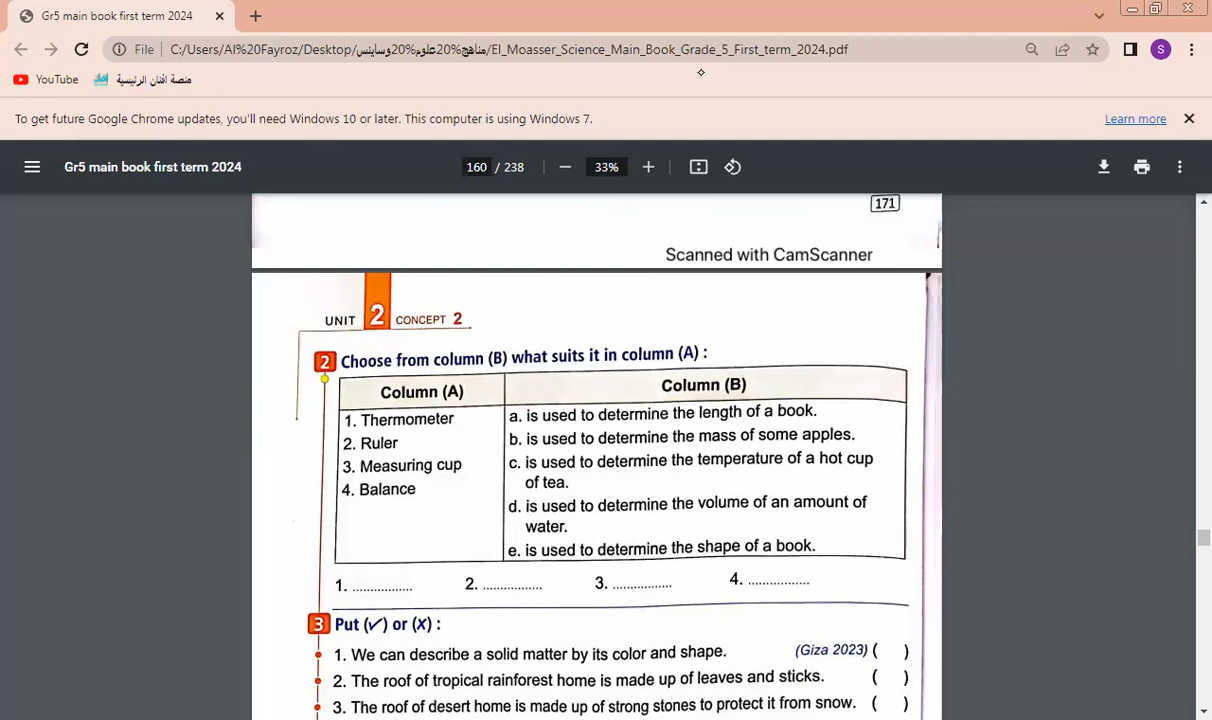 Gr5 main book first term 2024
File
C:/Users/Al%20Fayroz/Desktop/مناهج%20علوم%20وساينس/El_Moasser_Science_Main_Book_Grade_5_First_term_2024.pdf
S
YouTube
منصة أفنان الرئيسية
To get future Google Chrome updates, you'll need Windows 10 or later. This computer is using Windows 7.
Learn more
Gr5 main book first term 2024
160 / 238
33%
171
Scanned with CamScanner
UNIT 2 CONCEPT 2
2 Choose from column (B) what suits it in column (A) :
Column (A)
Column (B)
1. Thermometer
2. Ruler
3. Measuring cup
4. Balance
a. is used to determine the length of a book.
b. is used to determine the mass of some apples.
c. is used to determine the temperature of a hot cup
of tea.
d. is used to determine the volume of an amount of
water.
e. is used to determine the shape of a book.
1. ................ 2. ................ 3. ................ 4. ................
3 Put (✓) or (X) :
1. We can describe a solid matter by its color and shape. (Giza 2023) ( )
2. The roof of tropical rainforest home is made up of leaves and sticks. ( )
3. The roof of desert home is made up of strong stones to protect it from snow. ( )